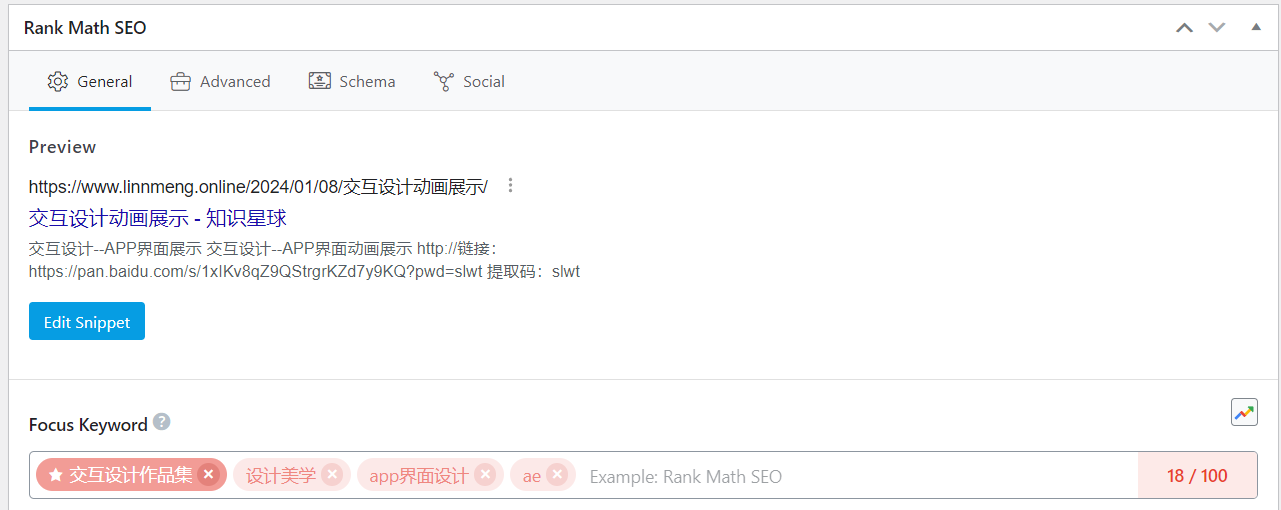 Rank Math SEO
General Advanced Schema Social
Preview
https://www.linnmeng.online/2024/01/08/交互设计动画展示/
交互设计动画展示 - 知识星球
交互设计--APP界面展示 交互设计--APP界面动画展示 http://链接：
https://pan.baidu.com/s/1xIKv8qZ9QStrgrKZd7y9KQ?pwd=slwt 提取码：slwt
Edit Snippet
Focus Keyword ?
交互设计作品集 设计美学 app界面设计 ae Example: Rank Math SEO 18 / 100